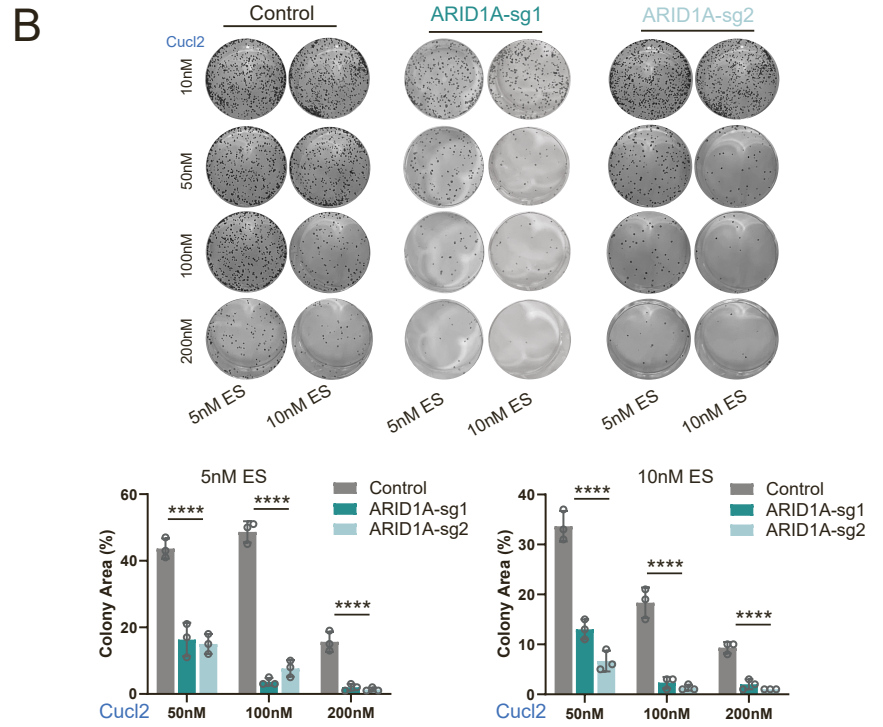 B
Control
ARID1A-sg1
ARID1A-sg2
Cucl2
10nM
50nM
100nM
200nM
5nM ES
10nM ES
5nM ES
10nM ES
5nM ES
10nM ES
5nM ES
Control
ARID1A-sg1
ARID1A-sg2
Colony Area (%)
60
40
20
0
****
****
****
Cucl2
50nM
100nM
200nM
10nM ES
Control
ARID1A-sg1
ARID1A-sg2
Colony Area (%)
40
30
20
10
0
****
****
****
Cucl2
50nM
100nM
200nM